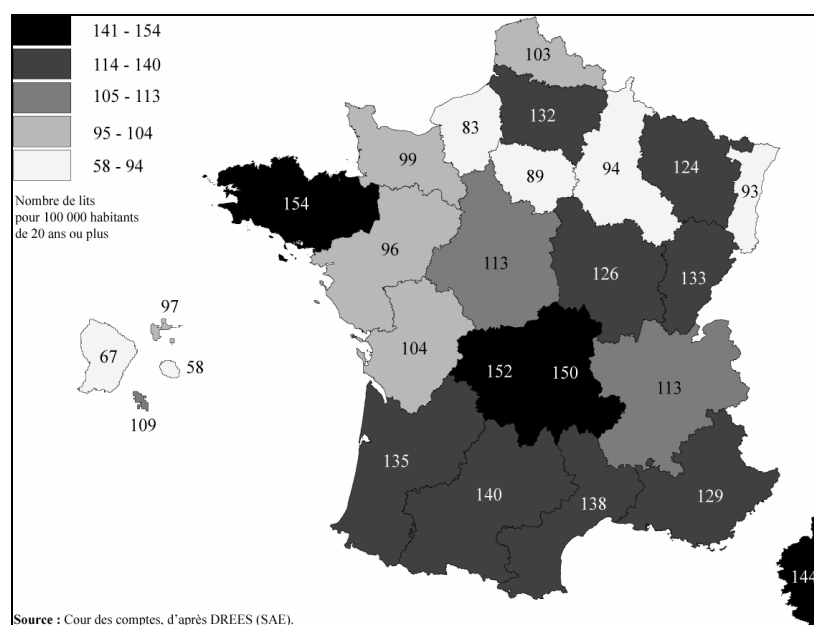 141 - 154
114 - 140
105 - 113
95 - 104
58 - 94
Nombre de lits
pour 100 000 habitants
de 20 ans ou plus
103
83
132
99
89
94
124
93
154
96
113
126
133
97
67
58
109
104
152
150
113
135
140
138
129
144
Source : Cour des comptes, d'après DREES (SAE).